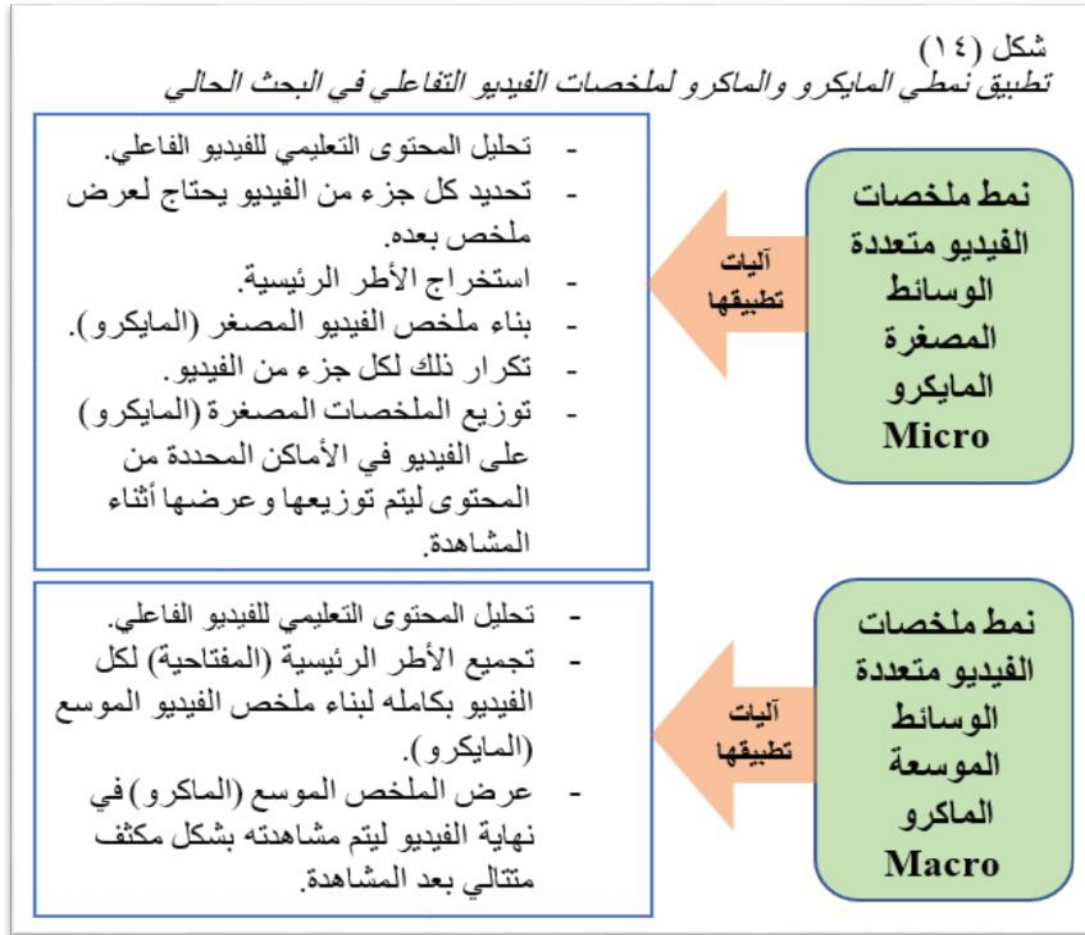 شكل (١٤)
تطبيق نمطي المايكرو والماكرو لملخصات الفيديو التفاعلي في البحث الحالي
نمط ملخصات
الفيديو متعددة
الوسائط
المصغرة
المايكرو
Micro
آليات
تطبيقها
- تحليل المحتوى التعليمي للفيديو الفاعلي.
- تحديد كل جزء من الفيديو يحتاج لعرض
ملخص بعده.
- استخراج الأطر الرئيسية.
- بناء ملخص الفيديو المصغر (المايكرو).
- تكرار ذلك لكل جزء من الفيديو.
- توزيع الملخصات المصغرة (المايكرو)
على الفيديو في الأماكن المحددة من
المحتوى ليتم توزيعها وعرضها أثناء
المشاهدة.
نمط ملخصات
الفيديو متعددة
الوسائط
الموسعة
الماكرو
Macro
آليات
تطبيقها
- تحليل المحتوى التعليمي للفيديو الفاعلي.
- تجميع الأطر الرئيسية (المفتاحية) لكل
الفيديو بكامله لبناء ملخص الفيديو الموسع
(المايكرو).
- عرض الملخص الموسع (الماكرو) في
نهاية الفيديو ليتم مشاهدته بشكل مكثف
متتالي بعد المشاهدة.